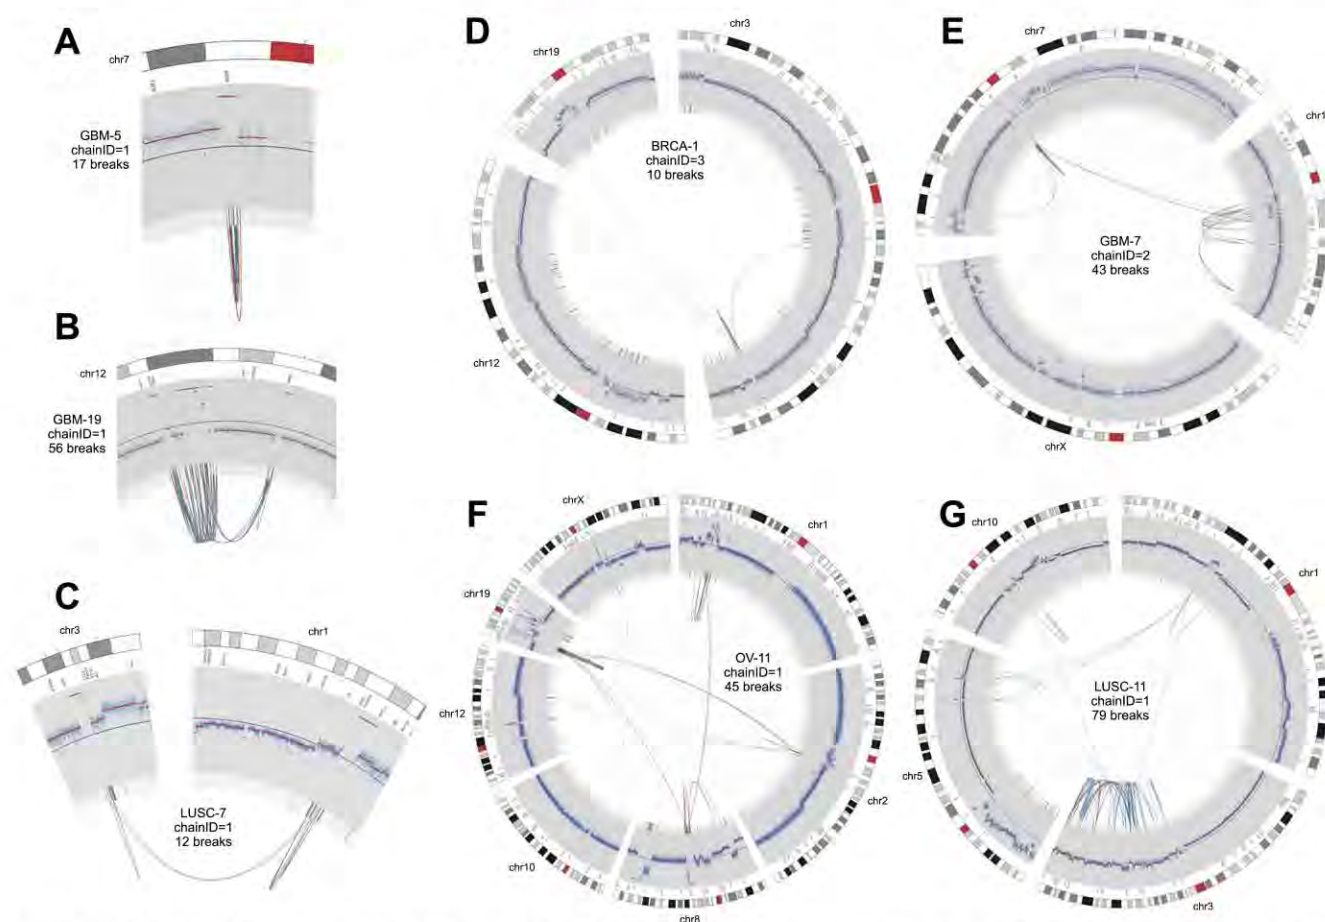 A
chr7
GBM-5
chainID=1
17 breaks
B
chr12
GBM-19
chainID=1
56 breaks
C
chr3
chr1
LUSC-7
chainID=1
12 breaks
D
chr3
chr19
BRCA-1
chainID=3
10 breaks
chr12
E
chr7
chr1
GBM-7
chainID=2
43 breaks
chrX
F
chrX
chr1
chr19
OV-11
chainID=1
45 breaks
chr12
chr2
chr10
chr8
G
chr10
chr1
LUSC-11
chainID=1
79 breaks
chr5
chr3